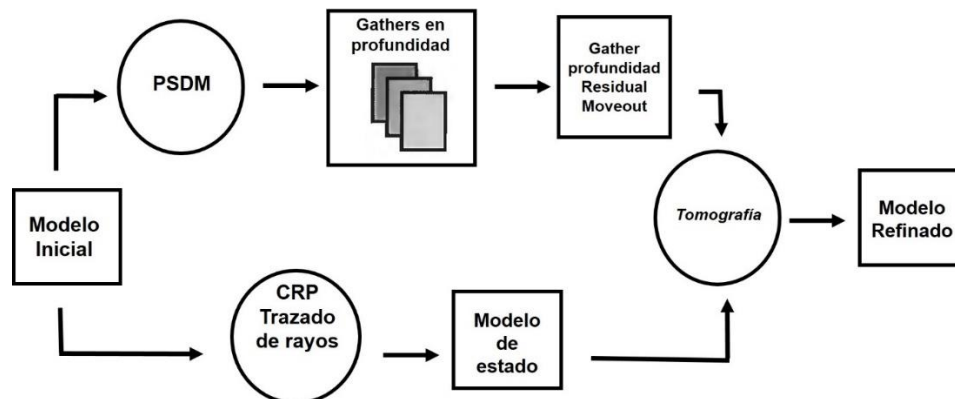 PSDM
Gathers en
profundidad
Gather
profundidad
Residual
Moveout
Modelo
Inicial
CRP
Trazado
de rayos
Modelo
de
estado
Tomografía
Modelo
Refinado